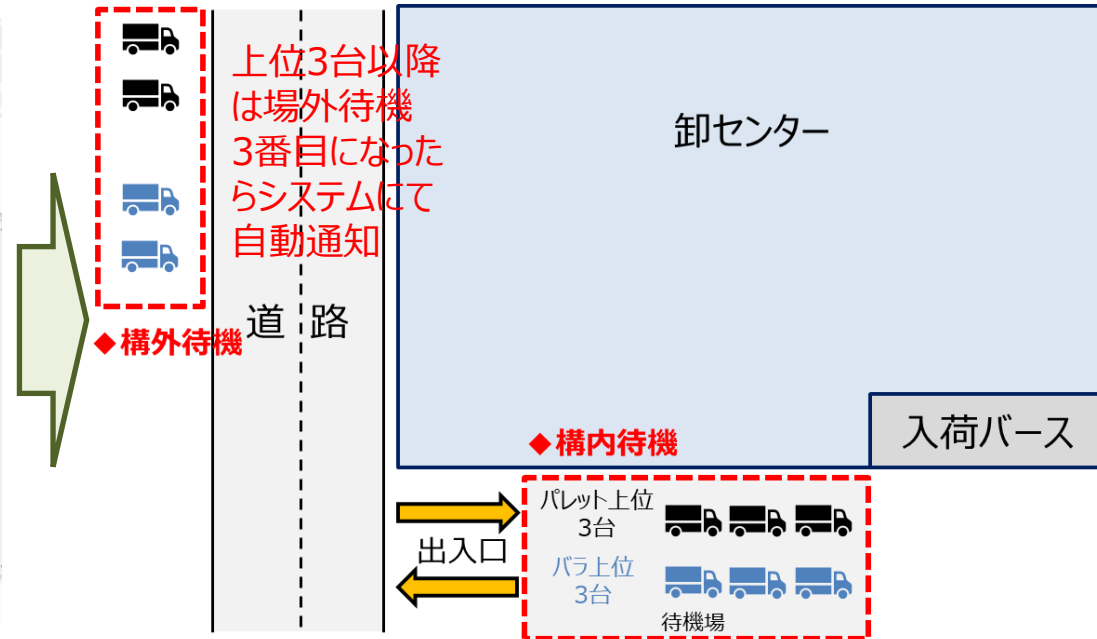 上位3台以降
は場外待機
3番目になった
らシステムにて
自動通知
卸センター
道 路
◆構外待機
入荷バース
◆構内待機
パレット上位
3台
出入口
バラ上位
3台
待機場